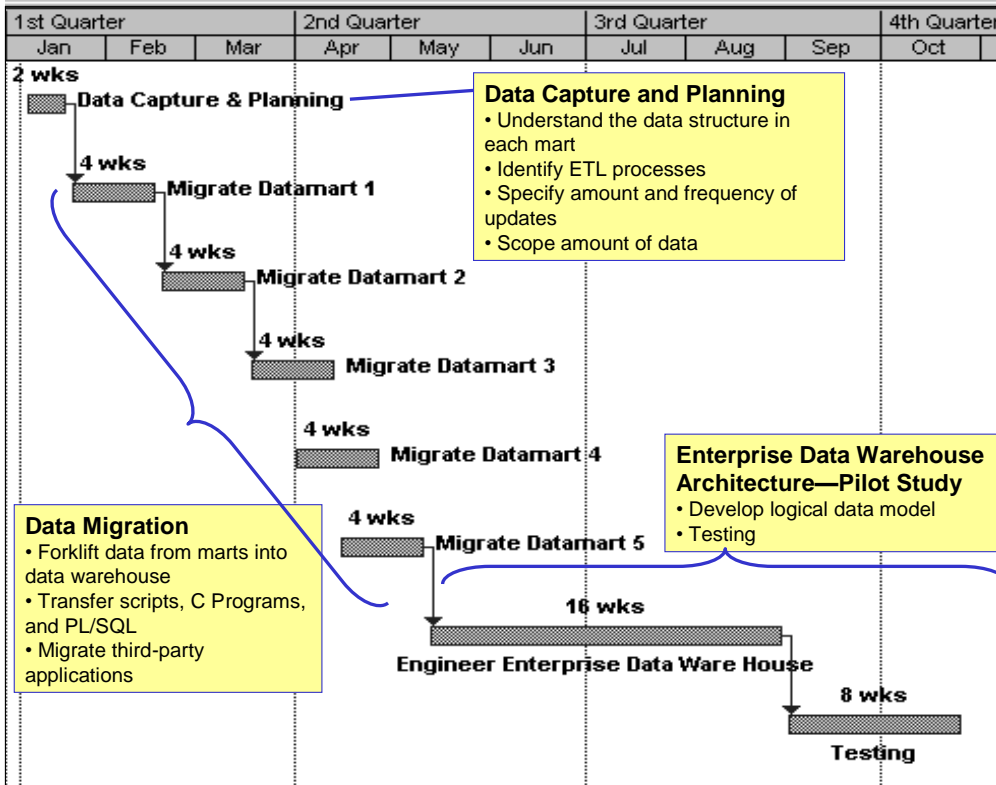 1st Quarter 2nd Quarter 3rd Quarter 4th Quarter
Jan Feb Mar Apr May Jun Jul Aug Sep Oct
2 wks
Data Capture & Planning
Data Capture and Planning
• Understand the data structure in
each mart
• Identify ETL processes
• Specify amount and frequency of
updates
• Scope amount of data
4 wks
Migrate Datamart 1
4 wks
Migrate Datamart 2
4 wks
Migrate Datamart 3
4 wks
Migrate Datamart 4
Enterprise Data Warehouse
Architecture—Pilot Study
• Develop logical data model
• Testing
Data Migration
• Forklift data from marts into
data warehouse
• Transfer scripts, C Programs,
and PL/SQL
• Migrate third-party
applications
4 wks
Migrate Datamart 5
16 wks
Engineer Enterprise Data Ware House
8 wks
Testing